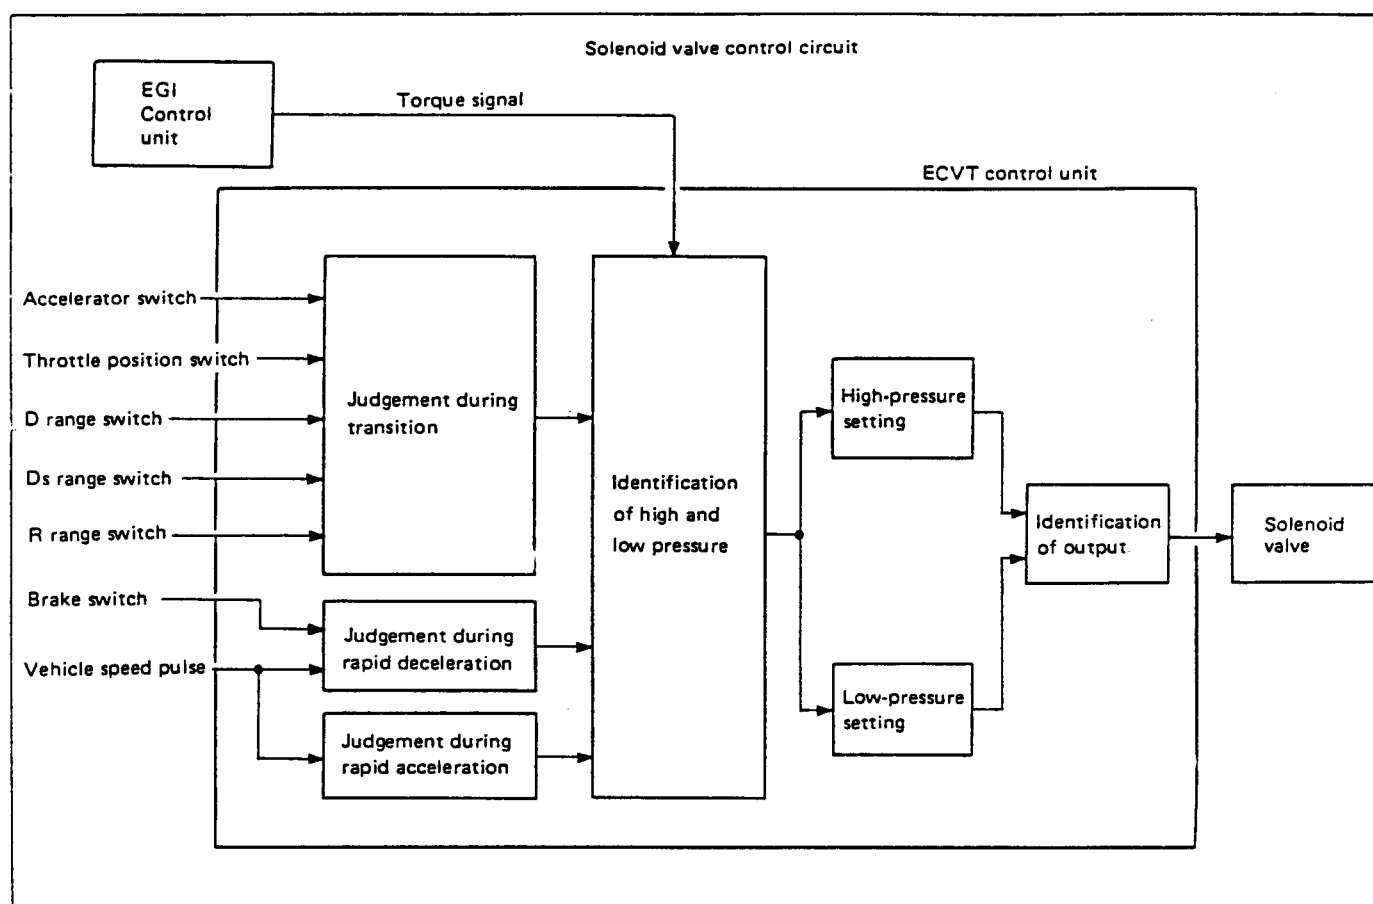 Solenoid valve control circuit
EGI
Control
unit
Torque signal
ECVT control unit
Accelerator switch
Throttle position switch
D range switch
Ds range switch
R range switch
Brake switch
Vehicle speed pulse
Judgement during
transition
Judgement during
rapid deceleration
Judgement during
rapid acceleration
Identification
of high and
low pressure
High-pressure
setting
Low-pressure
setting
Identification
of output
Solenoid
valve